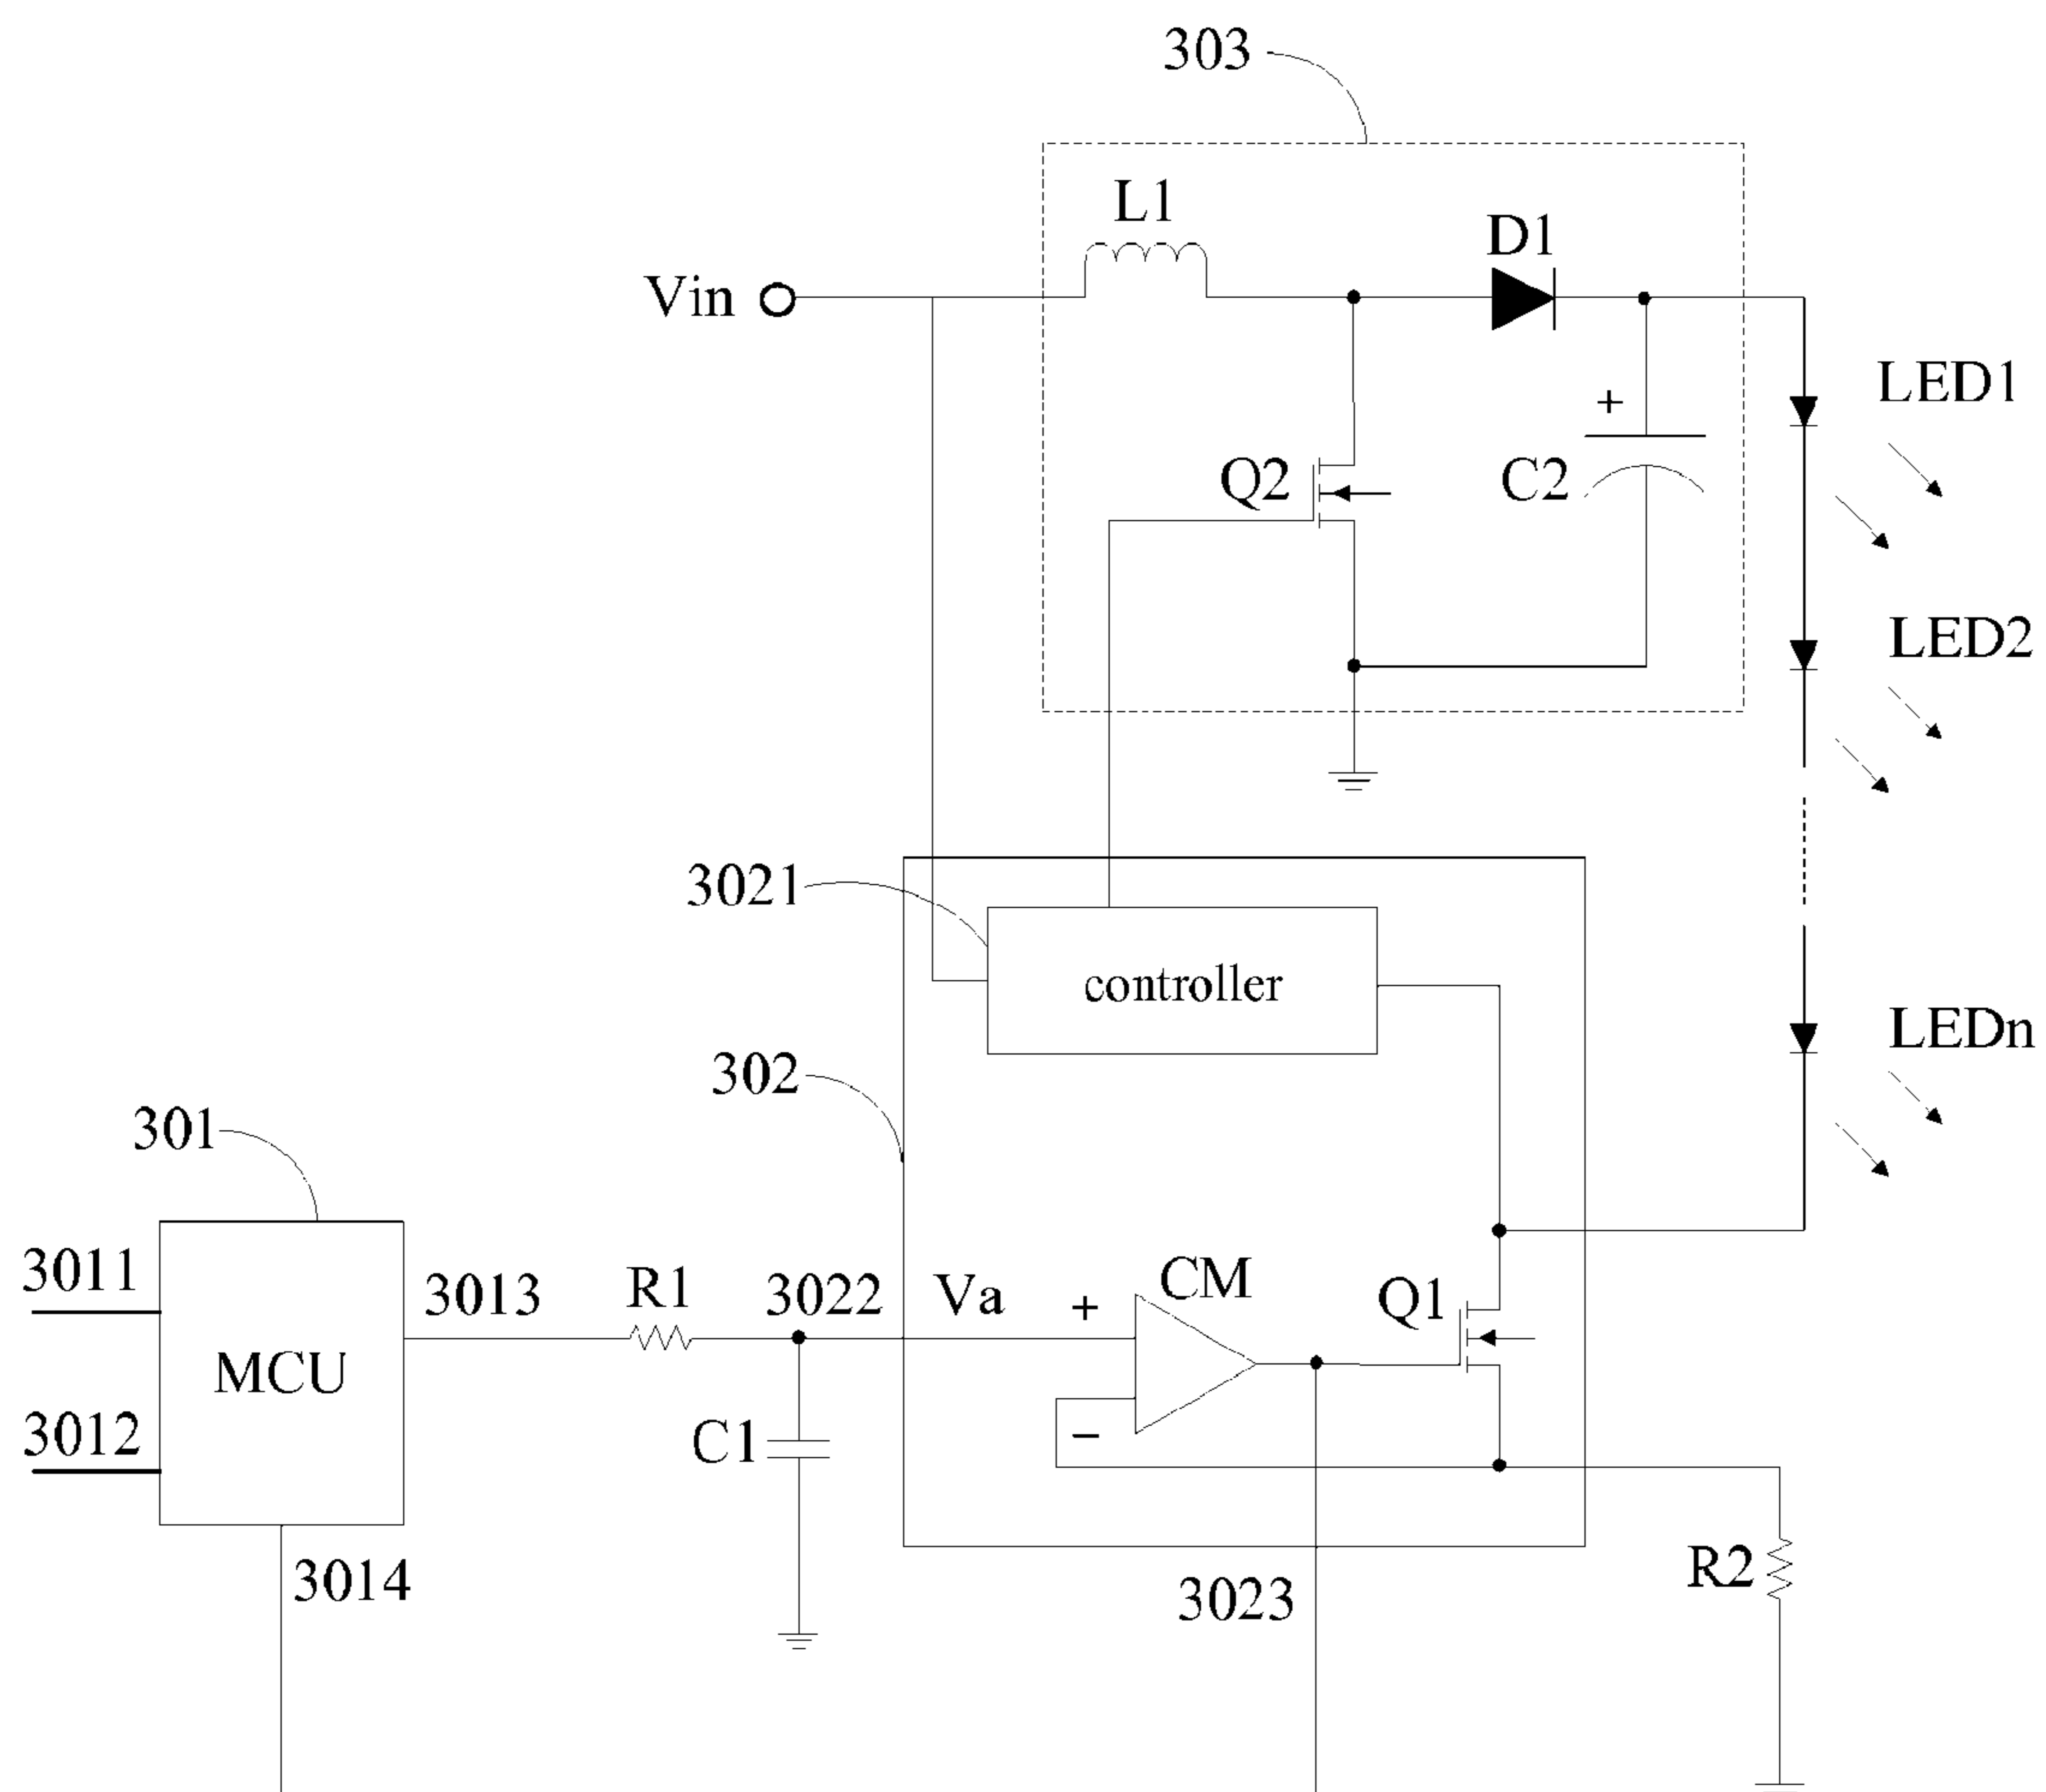 303
L1
D1
Vin
LED1
+
Q2
C2
LED2
3021
controller
LEDn
302
301
3011
3013
R1
3022
Va
+
CM
Q1
MCU
3012
C1
−
3014
3023
R2